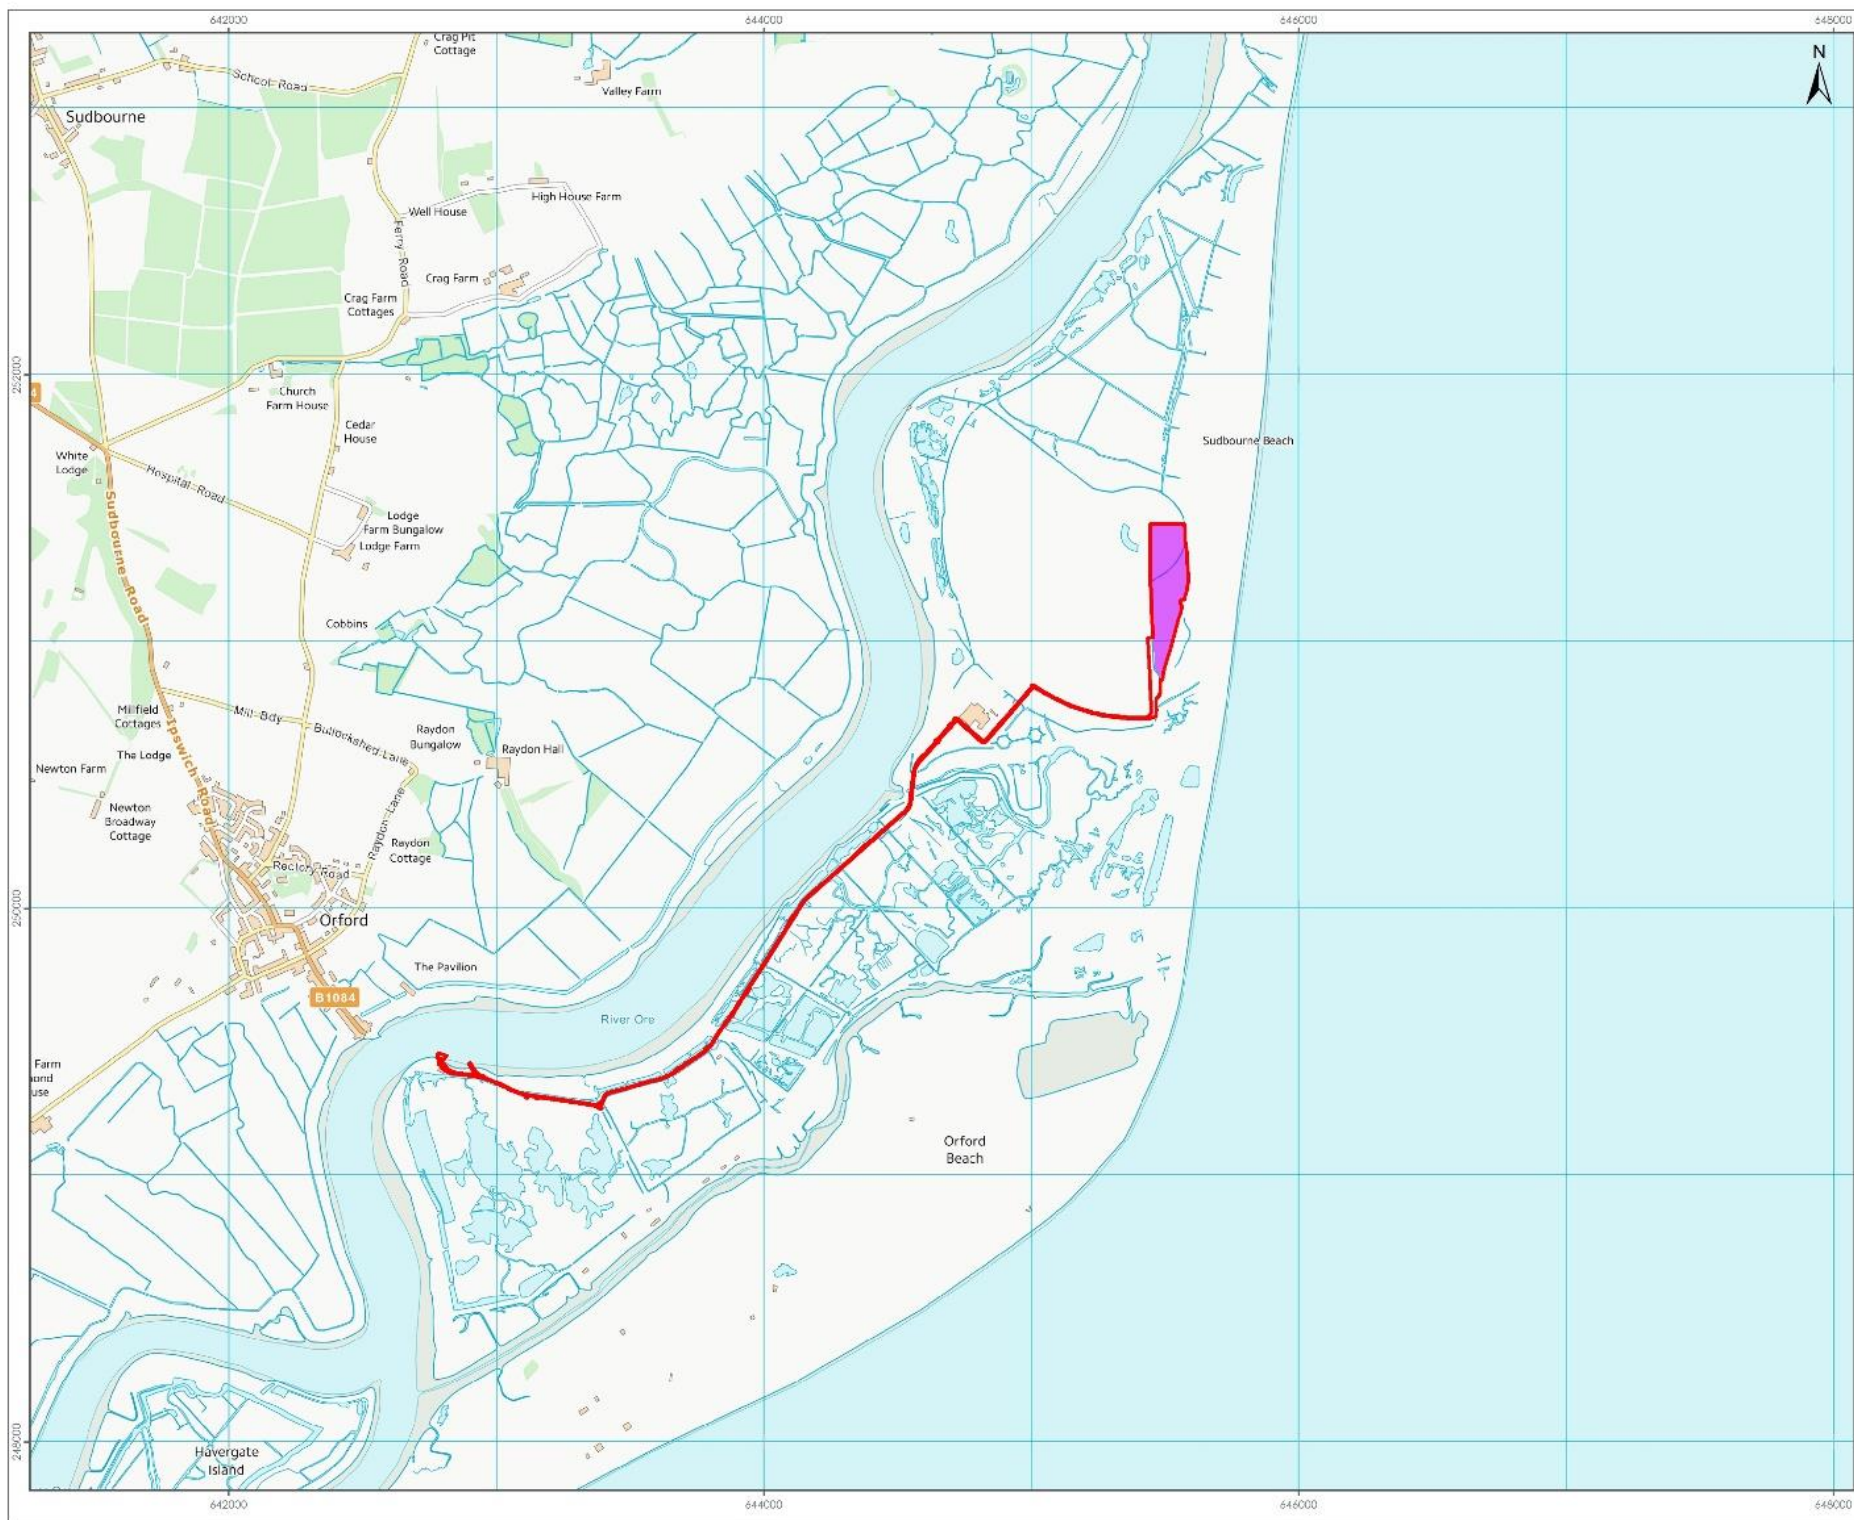 642000
644000
646000
648000
Crag Pit
Cottage
N
School Road
Valley Farm
Sudbourne
High House Farm
Well House
Ferry Road
Crag Farm
Crag Farm
Cottages
252000
4
Church
Farm House
Cedar
House
Sudbourne Beach
White
Lodge
Hospital Road
Sudbourne Road
Lodge
Farm Bungalow
Lodge Farm
Cobbins
Millfield
Cottages
Mill Bdy
Bullockshed Lane
Raydon
Bungalow
Raydon Hall
The Lodge
Ipswich Road
Newton Farm
Newton
Broadway
Cottage
Raydon Lane
Raydon
Cottage
Rectory Road
Orford
250000
The Pavilion
B1084
River Ore
Farm
ond
use
Orford
Beach
248000
Havergate
Island
642000
644000
646000
648000